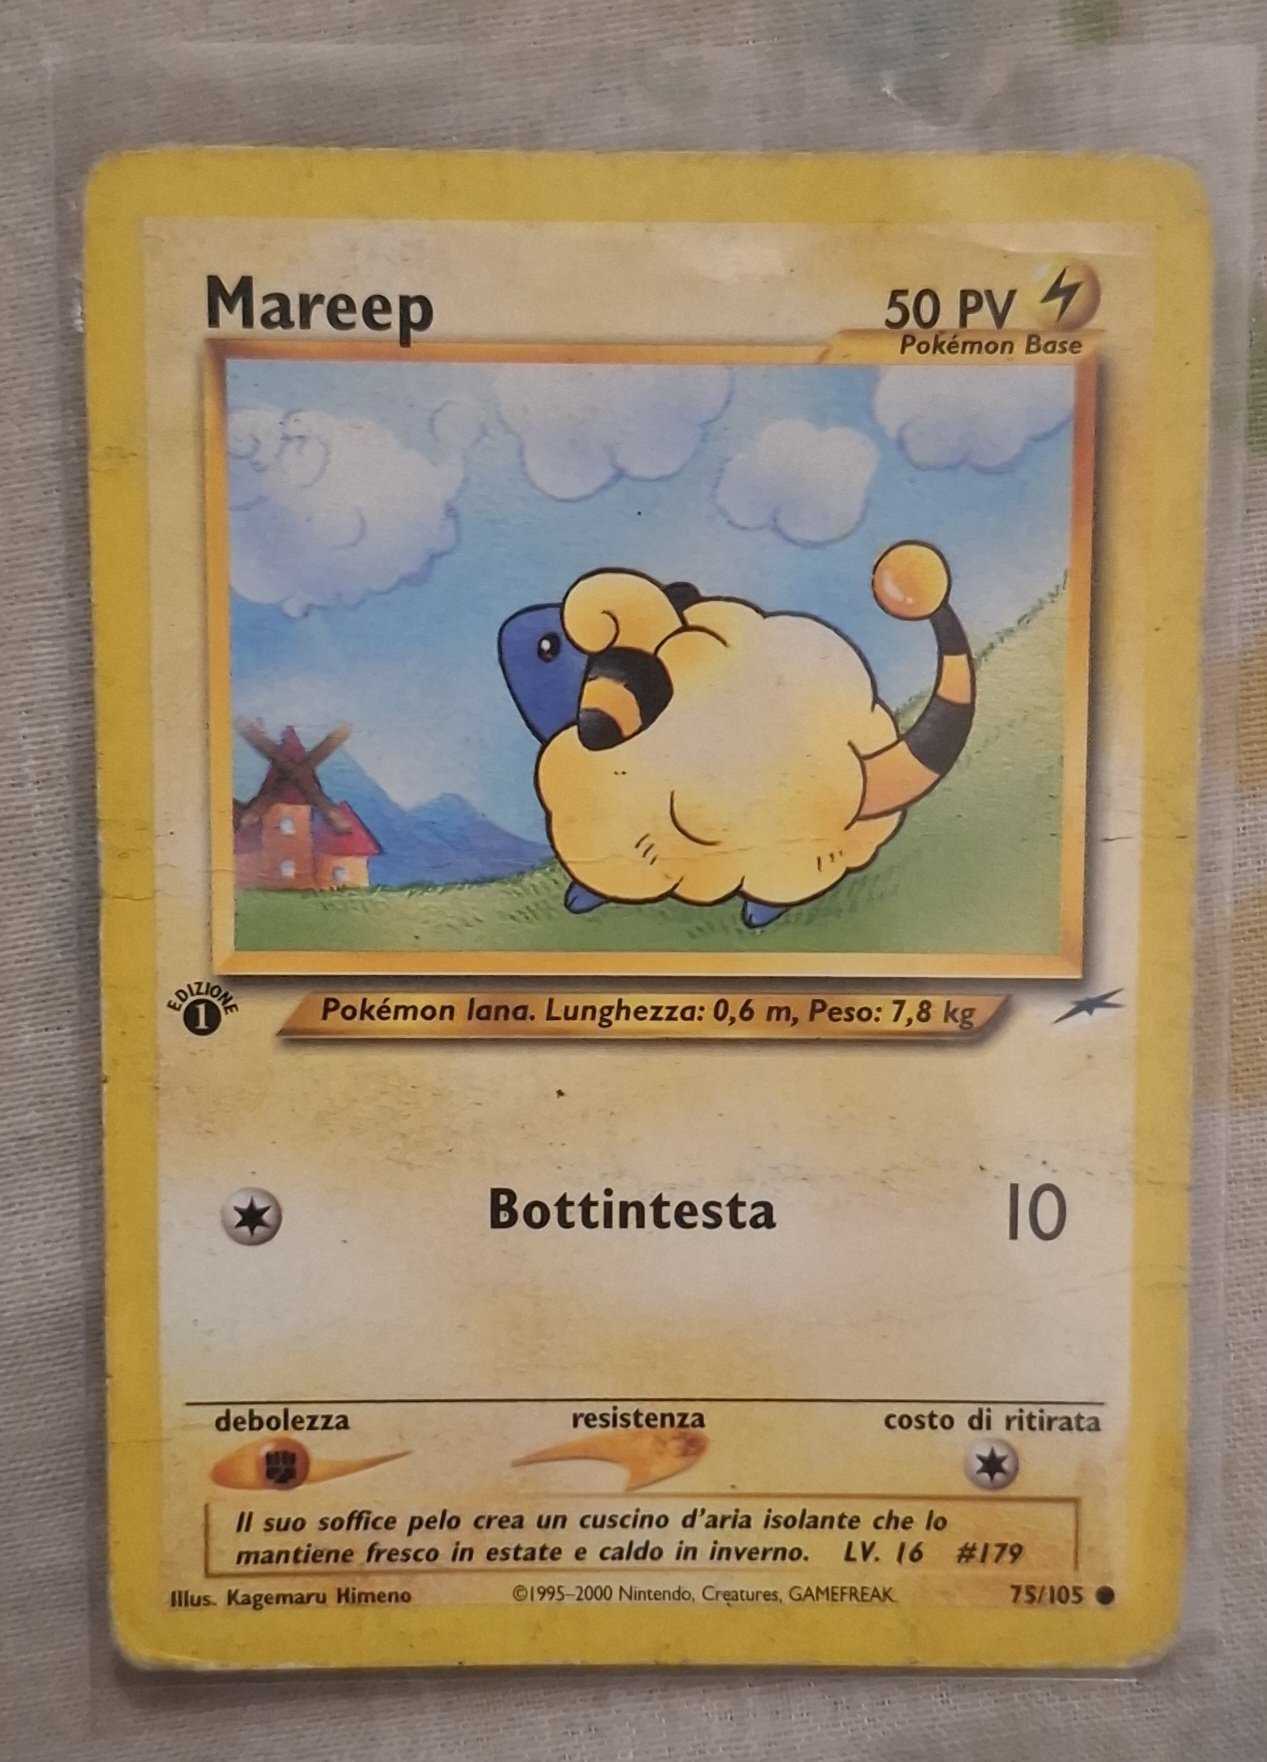 Mareep
50 PV
Pokémon Base
EDIZIONE
1
Pokémon lana. Lunghezza: 0,6 m, Peso: 7,8 kg
Bottintesta 10
debolezza resistenza costo di ritirata
Il suo soffice pelo crea un cuscino d'aria isolante che lo
mantiene fresco in estate e caldo in inverno. LV. 16 #179
Illus. Kagemaru Himeno ©1995–2000 Nintendo, Creatures, GAMEFREAK. 75/105